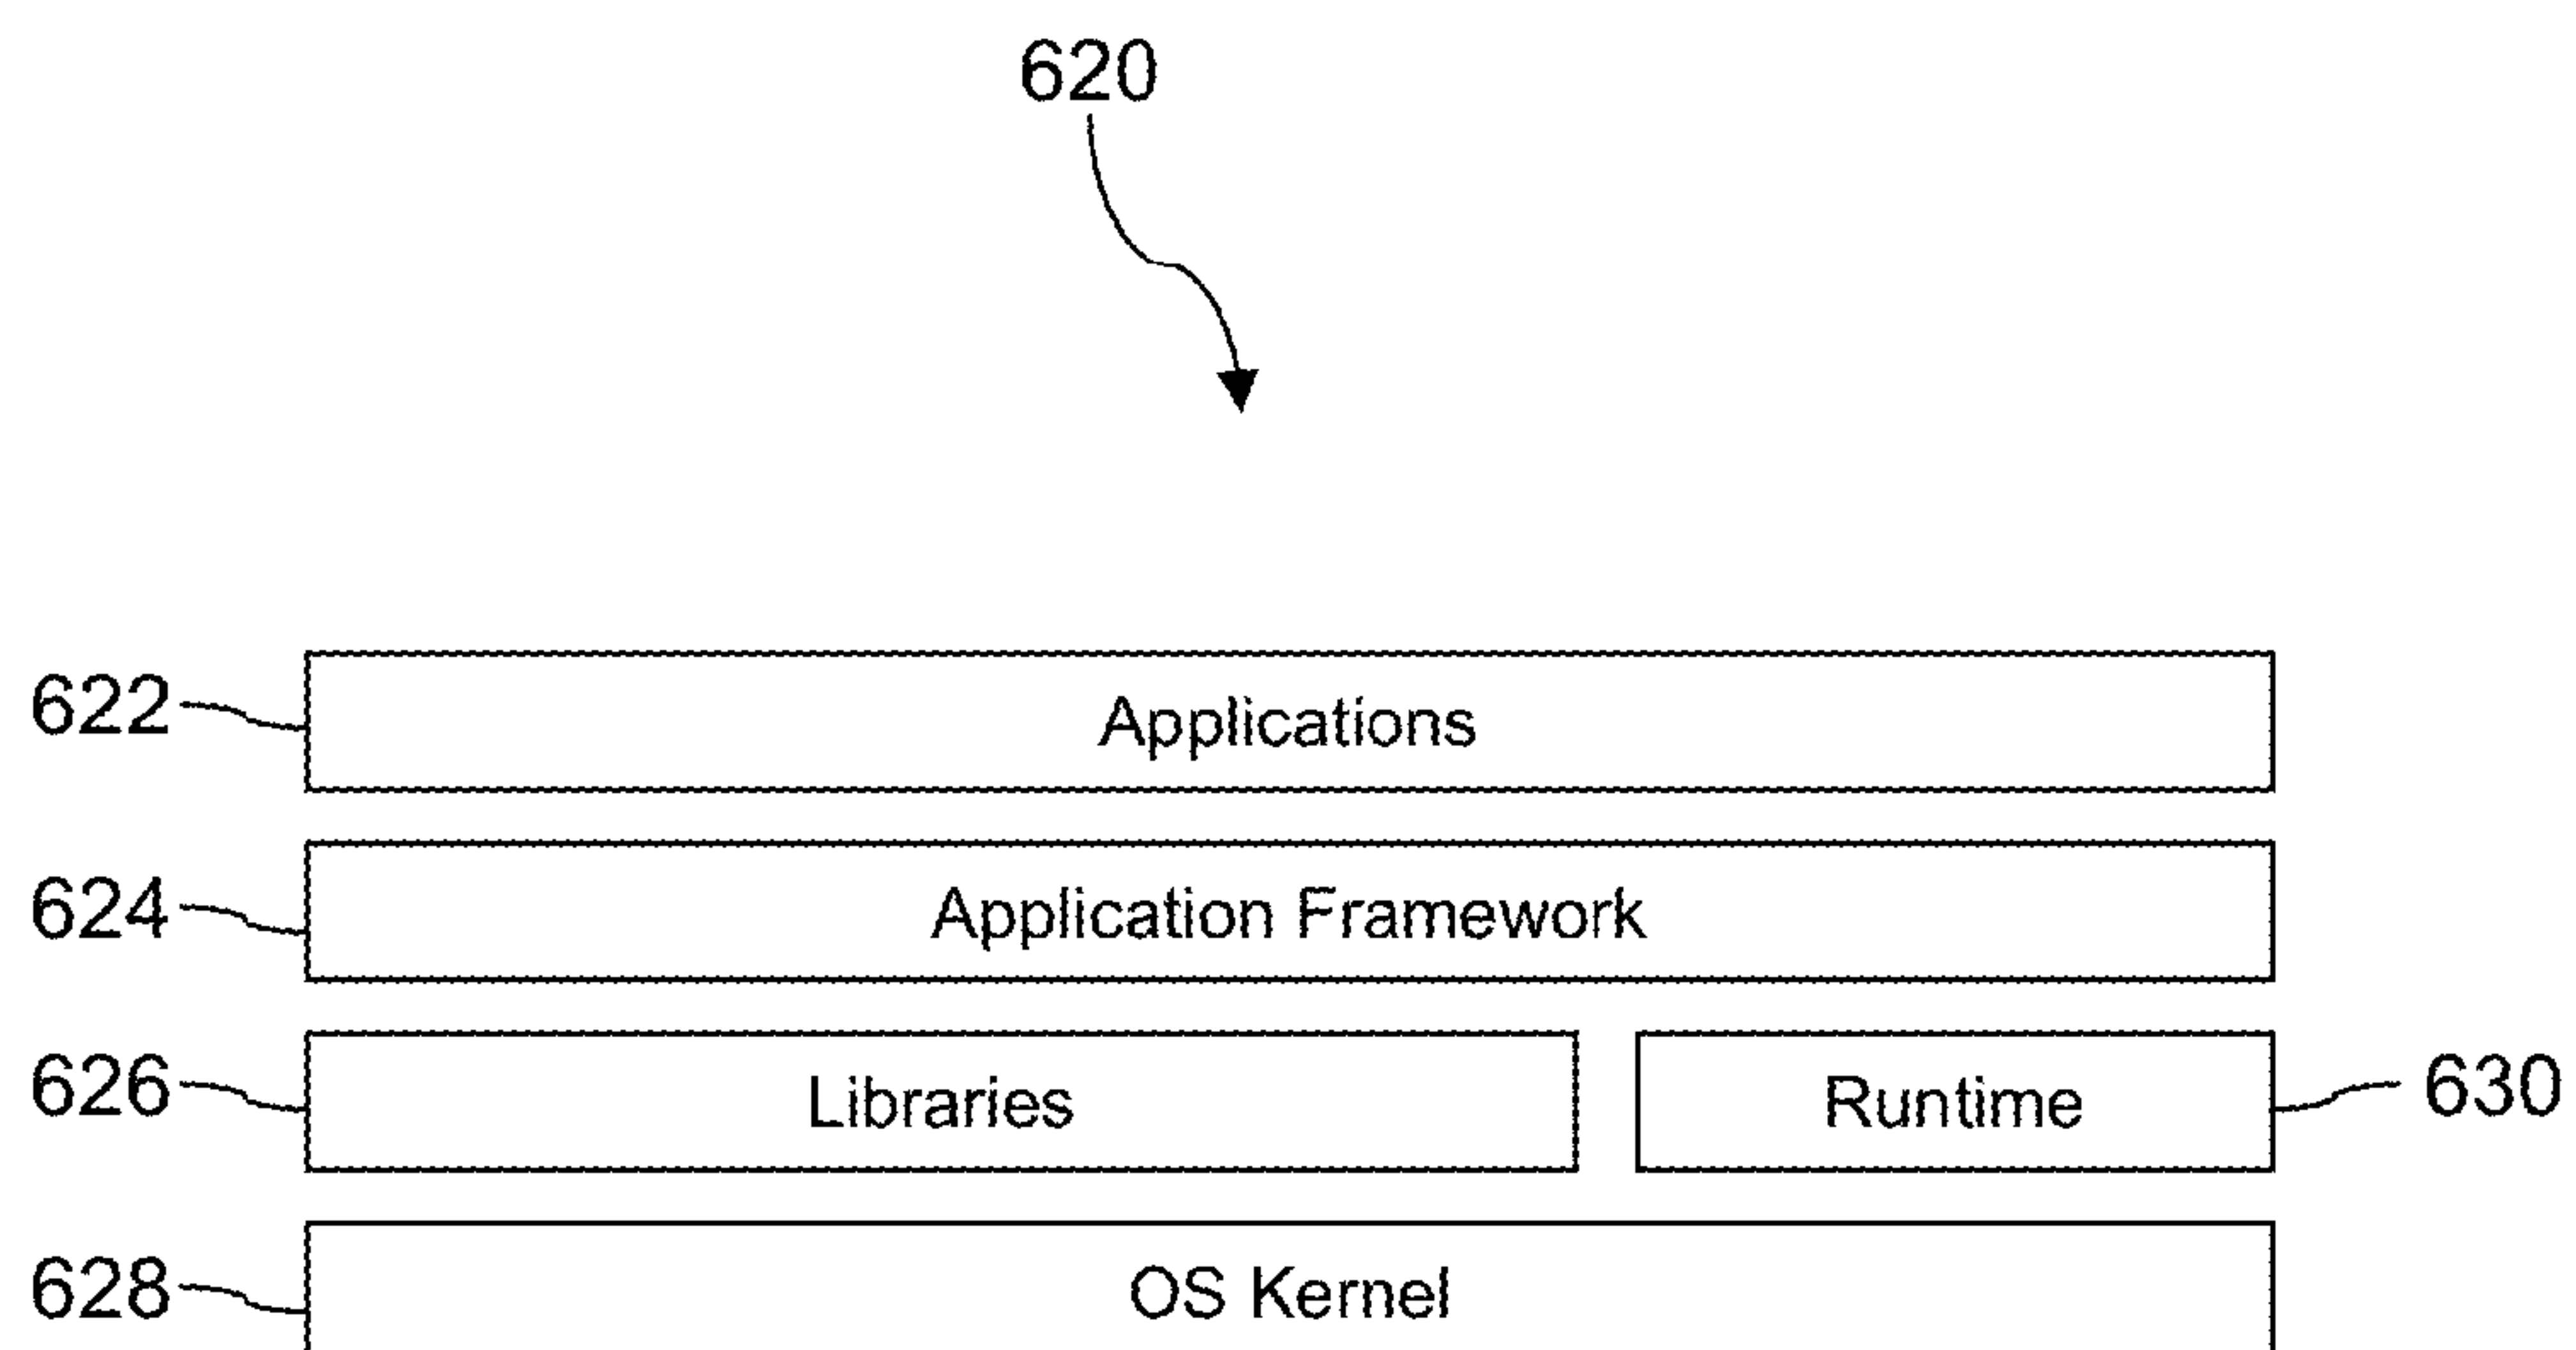 620
622 Applications
624 Application Framework
626 Libraries Runtime 630
628 OS Kernel